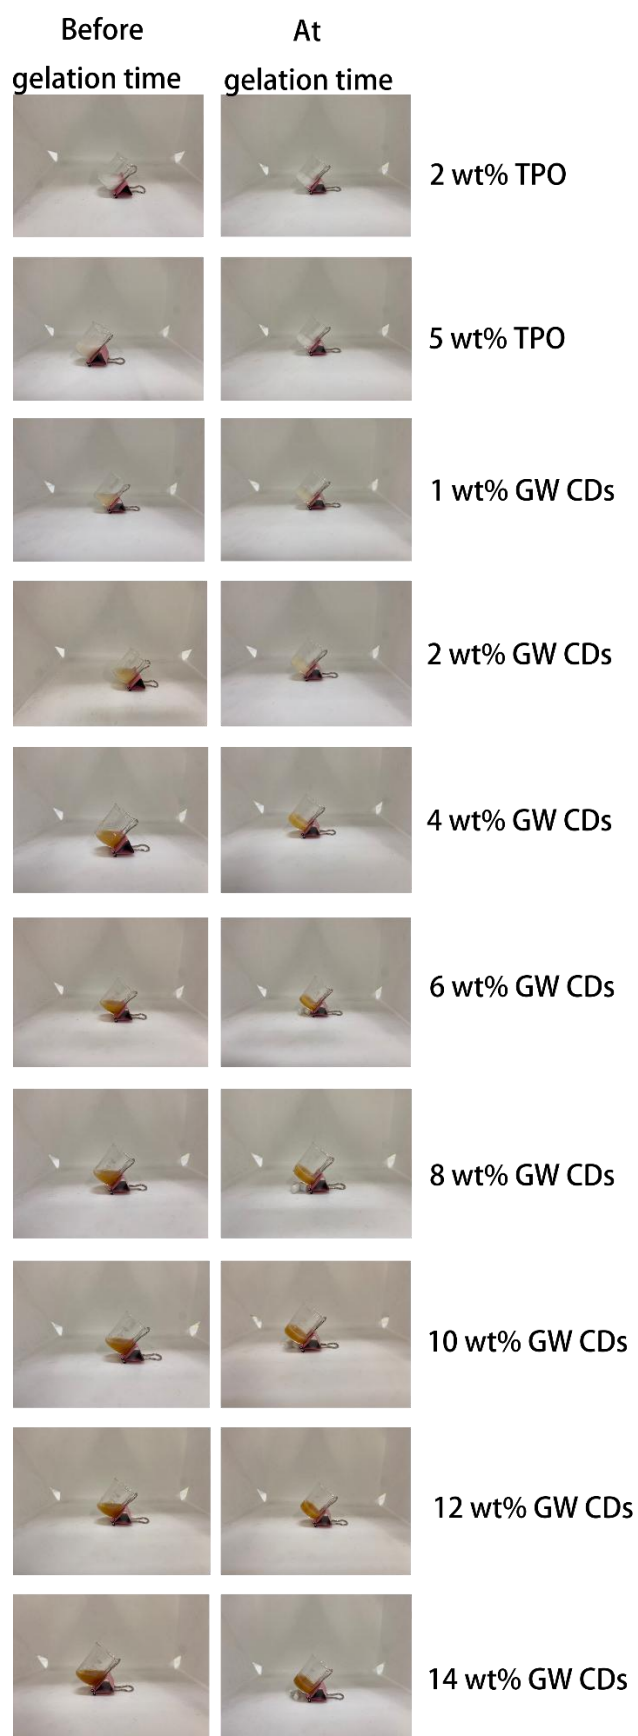 Before
gelation time
At
gelation time
2 wt% TPO
5 wt% TPO
1 wt% GW CDs
2 wt% GW CDs
4 wt% GW CDs
6 wt% GW CDs
8 wt% GW CDs
10 wt% GW CDs
12 wt% GW CDs
14 wt% GW CDs